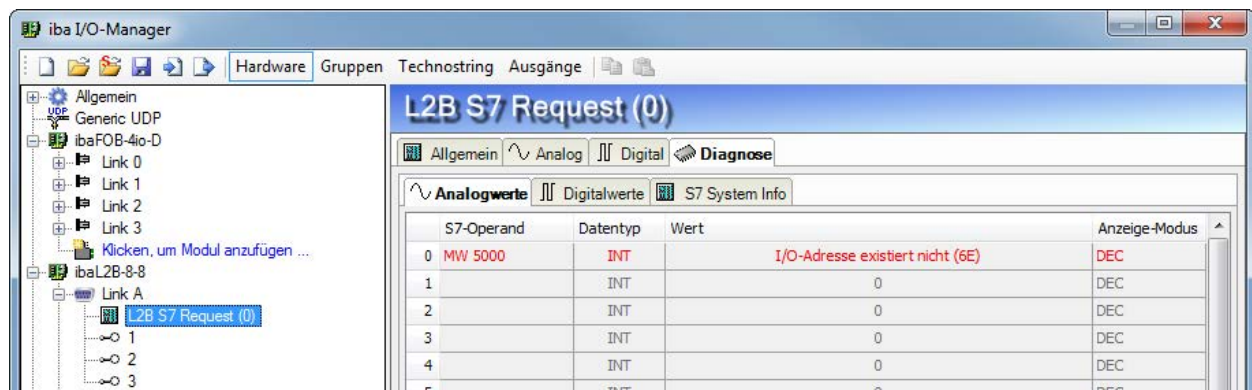 iba I/O-Manager
Hardware Gruppen Technostring Ausgänge
Allgemein
UDP Generic UDP
ibaFOB-4io-D
Link 0
Link 1
Link 2
Link 3
Klicken, um Modul anzufügen ...
ibaL2B-8-8
Link A
L2B S7 Request (0)
1
2
3
L2B S7 Request (0)
Allgemein Analog Digital Diagnose
Analogwerte Digitalwerte S7 System Info
S7-Operand Datentyp Wert Anzeige-Modus
0 MW 5000 INT I/O-Adresse existiert nicht (6E) DEC
1 INT 0 DEC
2 INT 0 DEC
3 INT 0 DEC
4 INT 0 DEC